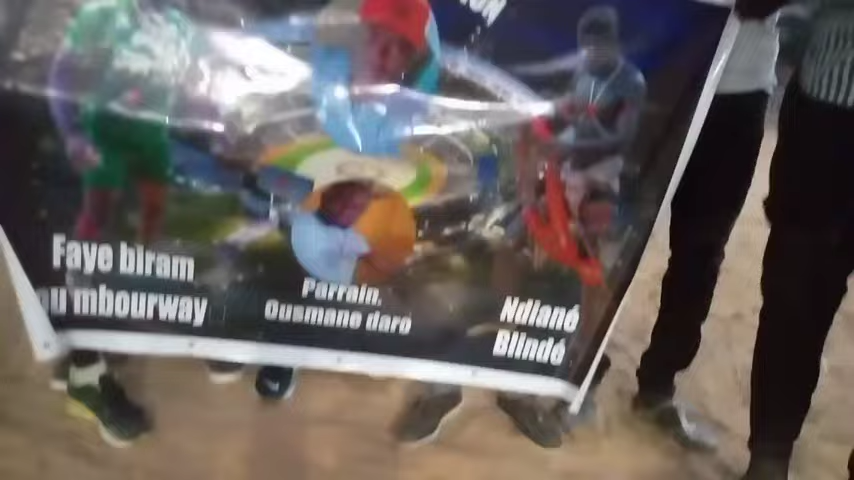 Faye biram
gu mbourway
Parrain.
Ousmane daro
Ndiané
Blindé